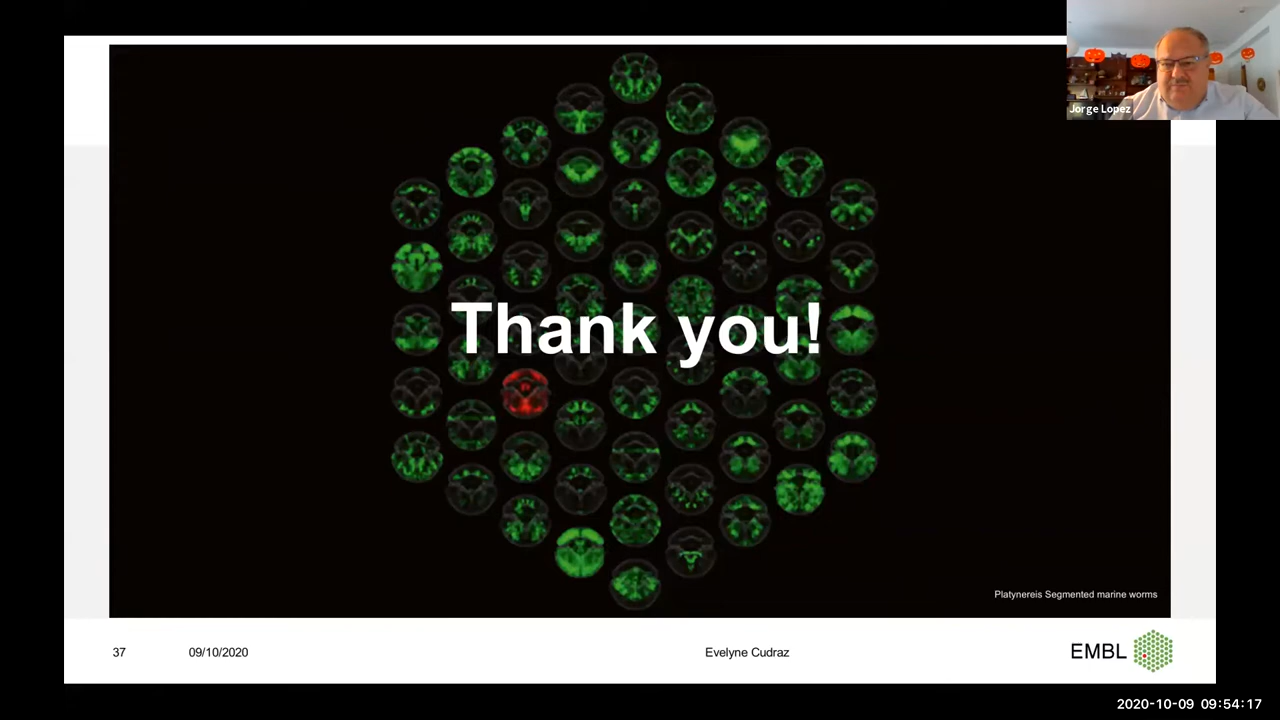 Jorge Lopez
Thank you!
Platynereis Segmented marine worms
37
09/10/2020
Evelyne Cudraz
EMBL
2020-10-09 09:54:17